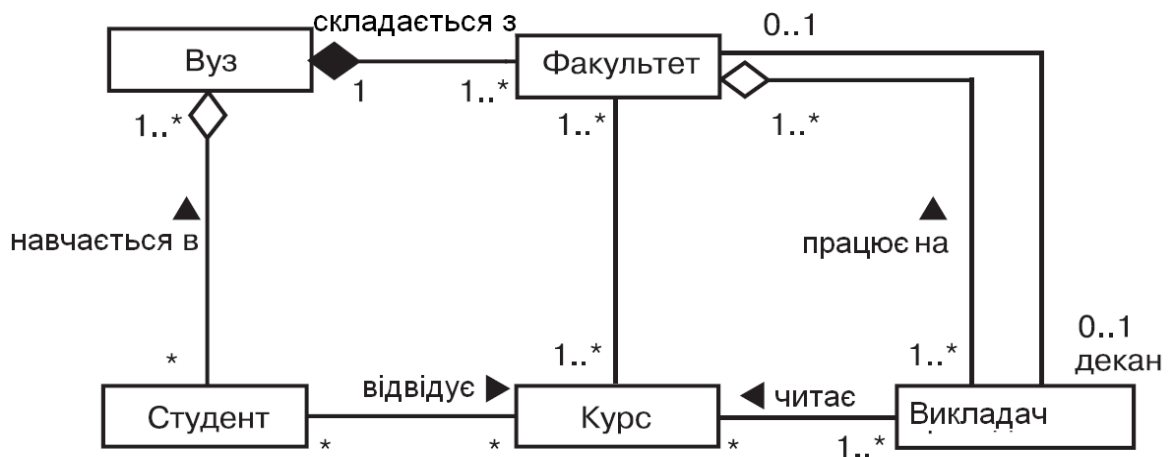 складається з
0..1
Вуз
Факультет
1
1..*
1..*
1..*
1..*
навчається в
працює на
0..1
декан
*
1..*
1..*
відвідує
читає
Студент
Курс
Викладач
*
*
*
1..*